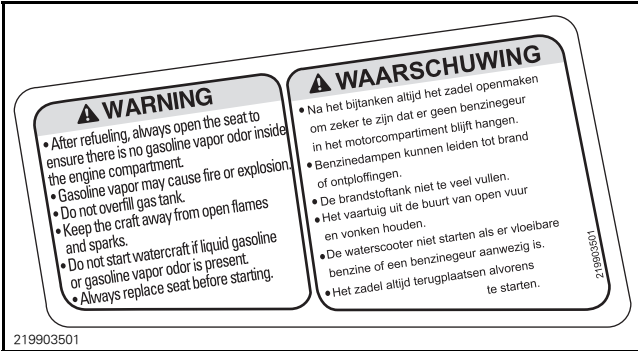 WARNING
• After refueling, always open the seat to
ensure there is no gasoline vapor odor inside
the engine compartment.
• Gasoline vapor may cause fire or explosion.
• Do not overfill gas tank.
• Keep the craft away from open flames
and sparks.
• Do not start watercraft if liquid gasoline
or gasoline vapor odor is present.
• Always replace seat before starting.
WAARSCHUWING
• Na het bijtanken altijd het zadel openmaken
om zeker te zijn dat er geen benzinegeur
in het motorcompartiment blijft hangen.
• Benzinedampen kunnen leiden tot brand
of ontploffingen.
• De brandstoftank niet te veel vullen.
• Het vaartuig uit de buurt van open vuur
en vonken houden.
• De waterscooter niet starten als er vloeibare
benzine of een benzinegeur aanwezig is.
• Het zadel altijd terugplaatsen alvorens
te starten.
219903501
219903501